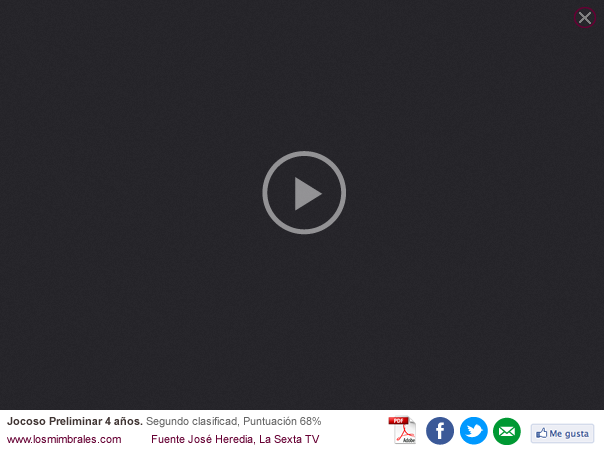 Jocoso Preliminar 4 años. Segundo clasificad, Puntuación 68%
www.losmimbrales.com Fuente José Heredia, La Sexta TV
PDF
Adobe
f
Me gusta